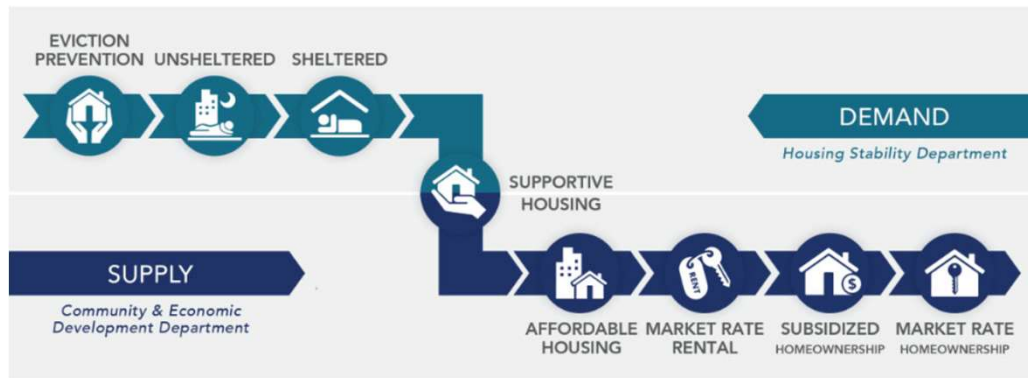 EVICTION
PREVENTION
UNSHELTERED
SHELTERED
DEMAND
Housing Stability Department
SUPPORTIVE
HOUSING
SUPPLY
Community & Economic
Development Department
RENT
$
AFFORDABLE
HOUSING
MARKET RATE
RENTAL
SUBSIDIZED
HOMEOWNERSHIP
MARKET RATE
HOMEOWNERSHIP